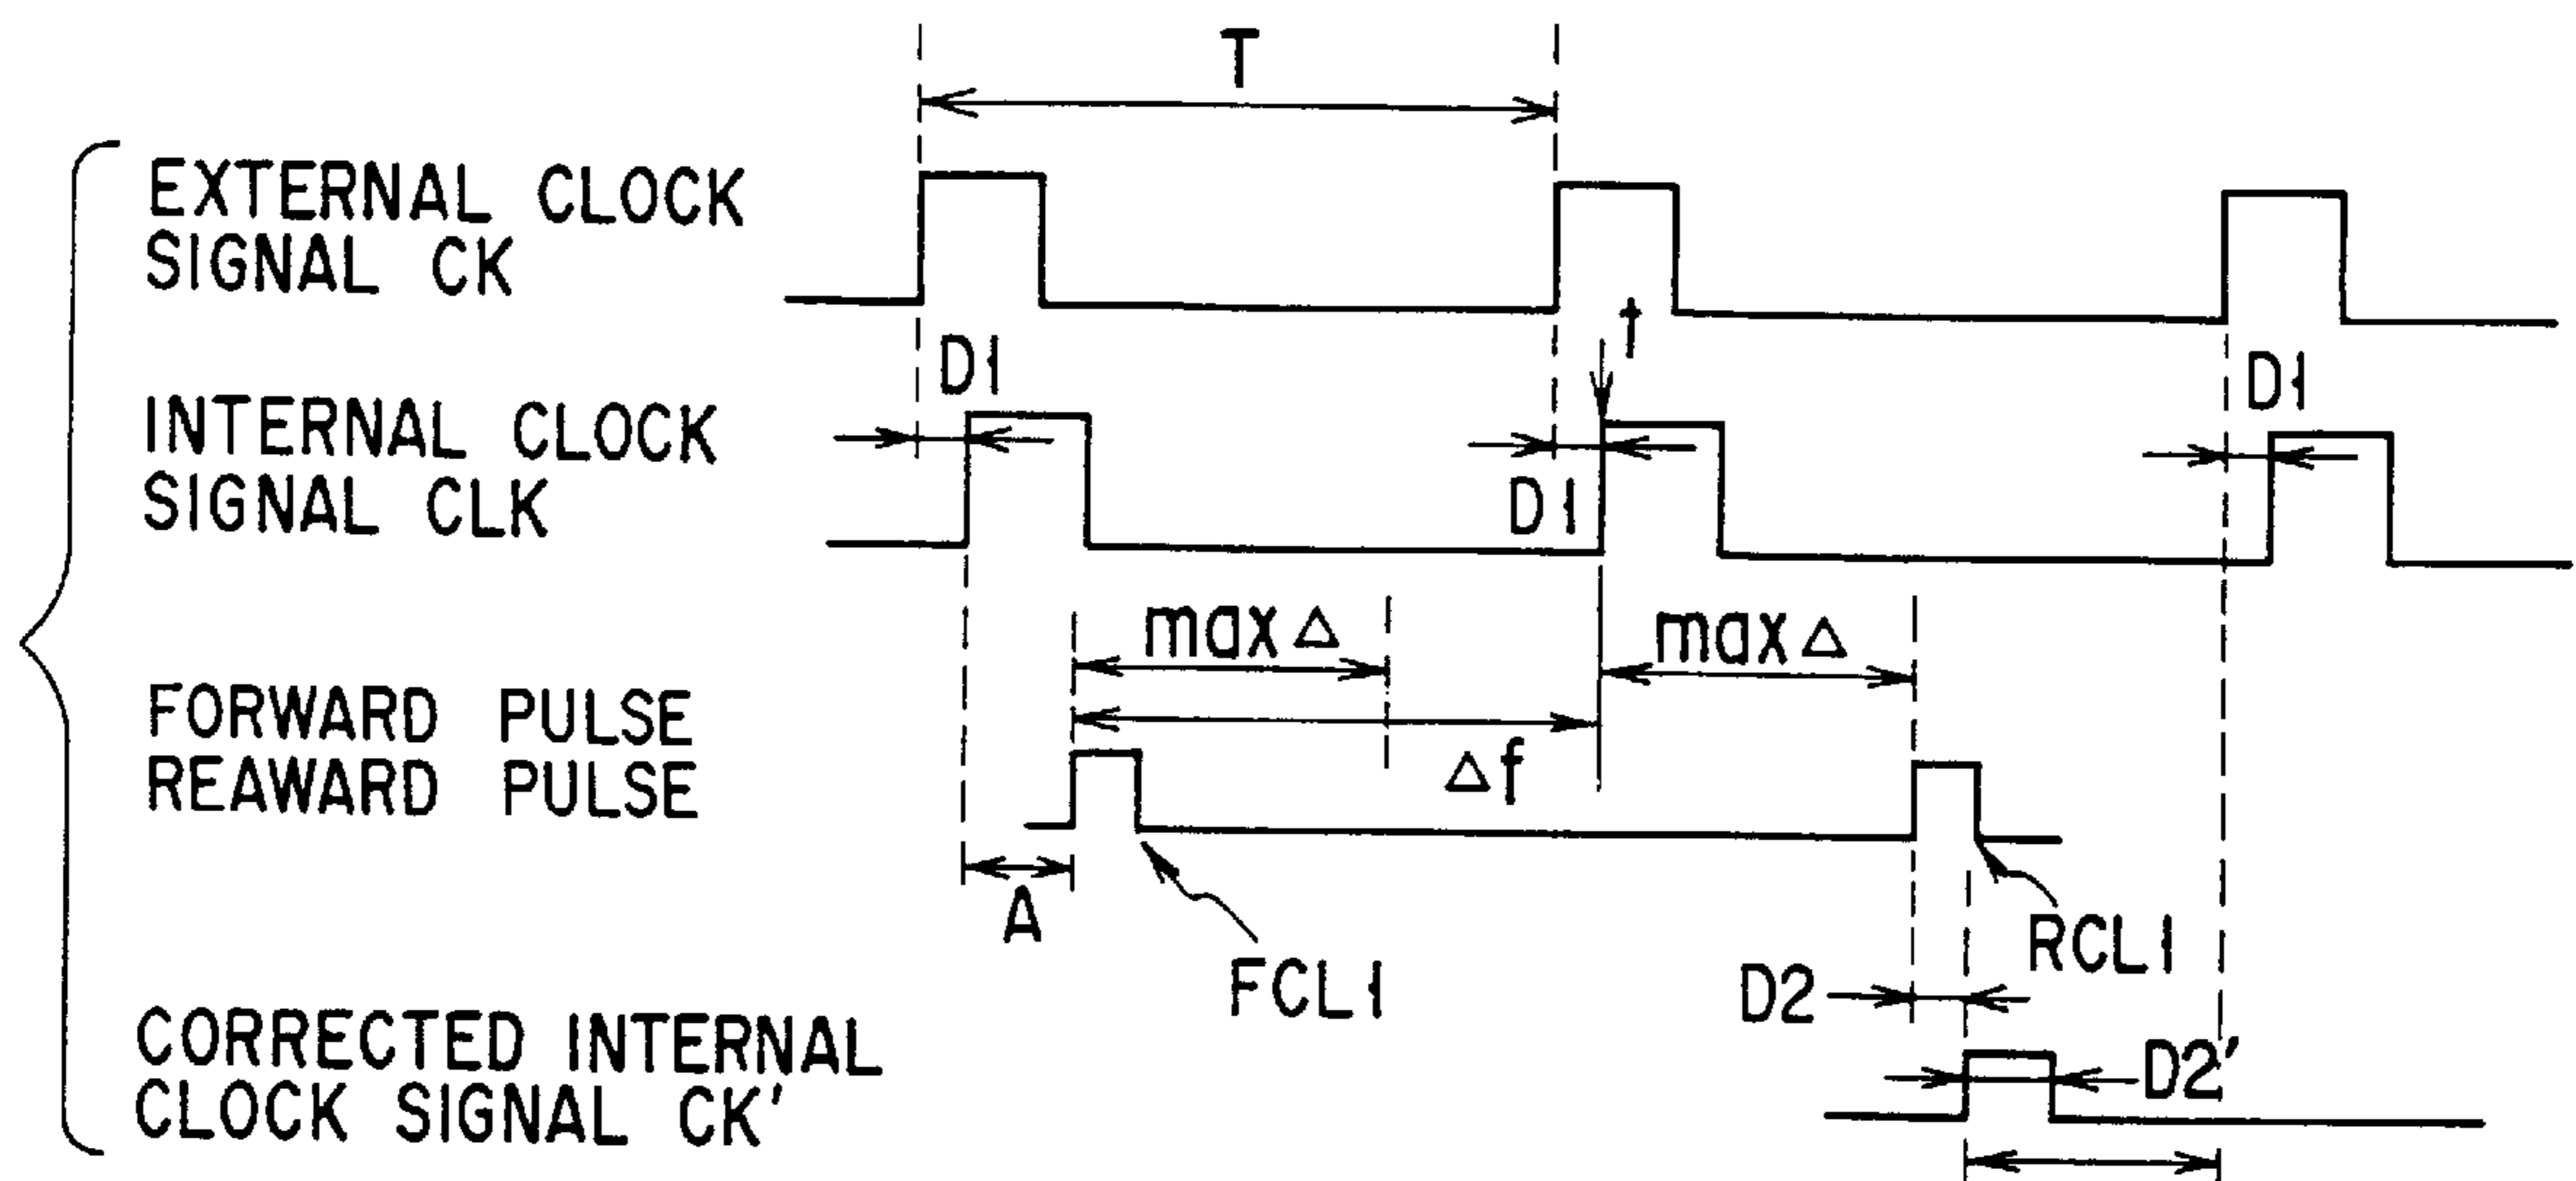 T
EXTERNAL CLOCK
SIGNAL CK
t
D1
D1
INTERNAL CLOCK
SIGNAL CLK
D1
max △
max △
FORWARD PULSE
△f
REAWARD PULSE
A
FCL1
RCL1
D2
CORRECTED INTERNAL
D2'
CLOCK SIGNAL CK'